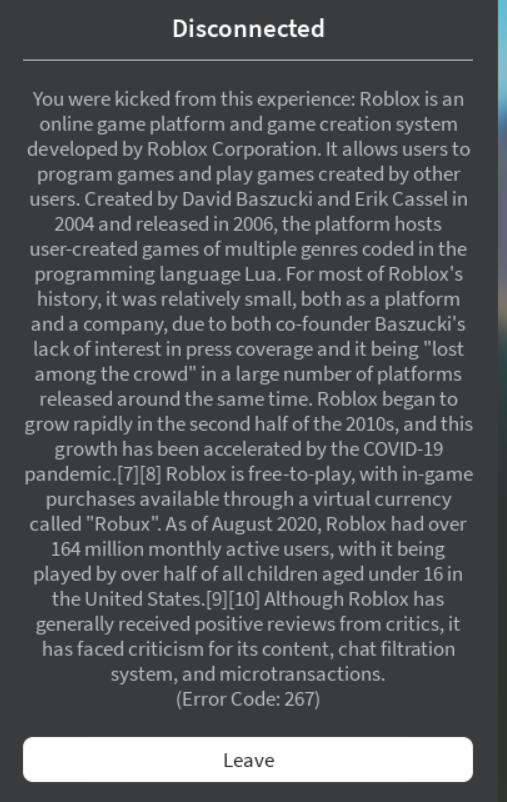 Disconnected
You were kicked from this experience: Roblox is an
online game platform and game creation system
developed by Roblox Corporation. It allows users to
program games and play games created by other
users. Created by David Baszucki and Erik Cassel in
2004 and released in 2006, the platform hosts
user-created games of multiple genres coded in the
programming language Lua. For most of Roblox's
history, it was relatively small, both as a platform
and a company, due to both co-founder Baszucki's
lack of interest in press coverage and it being "lost
among the crowd" in a large number of platforms
released around the same time. Roblox began to
grow rapidly in the second half of the 2010s, and this
growth has been accelerated by the COVID-19
pandemic.[7][8] Roblox is free-to-play, with in-game
purchases available through a virtual currency
called "Robux". As of August 2020, Roblox had over
164 million monthly active users, with it being
played by over half of all children aged under 16 in
the United States.[9][10] Although Roblox has
generally received positive reviews from critics, it
has faced criticism for its content, chat filtration
system, and microtransactions.
(Error Code: 267)
Leave